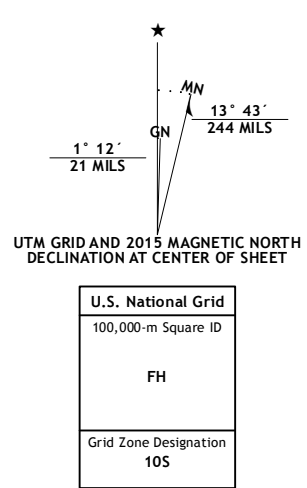 MN
13° 43´
244 MILS
GN
1° 12´
21 MILS
UTM GRID AND 2015 MAGNETIC NORTH
DECLINATION AT CENTER OF SHEET
U.S. National Grid
100,000-m Square ID
FH
Grid Zone Designation
10S